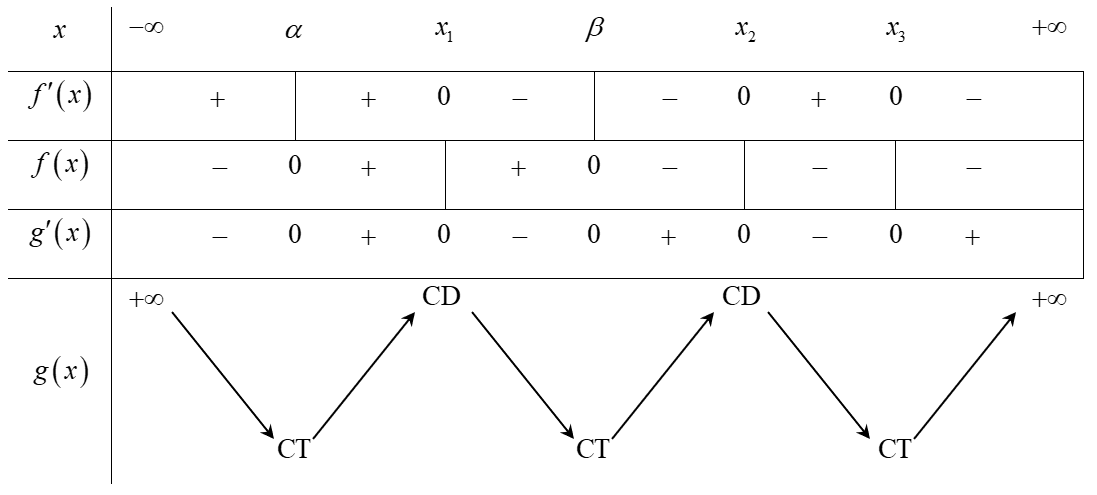 x −∞ α x₁ β x₂ x₃ +∞
f′(x) + + 0 − − 0 + 0 −
f(x) − 0 + + 0 − − −
g′(x) − 0 + 0 − 0 + 0 − 0 +
+∞ CD CD +∞
g(x)
CT CT CT